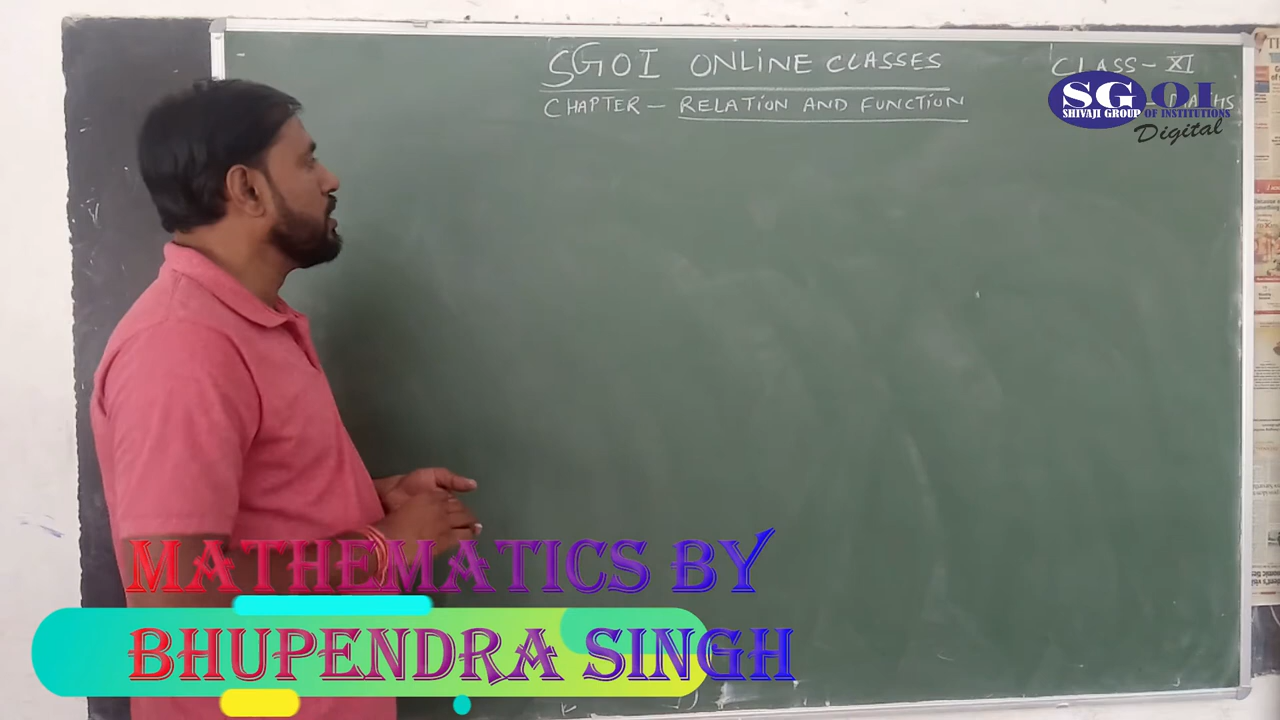 SGOI ONLINE CLASSES
CHAPTER - RELATION AND FUNCTION
CLASS - XI
- MATHS
SGOI
SHIVAJI GROUP OF INSTITUTIONS
Digital
MATHEMATICS BY
BHUPENDRA SINGH